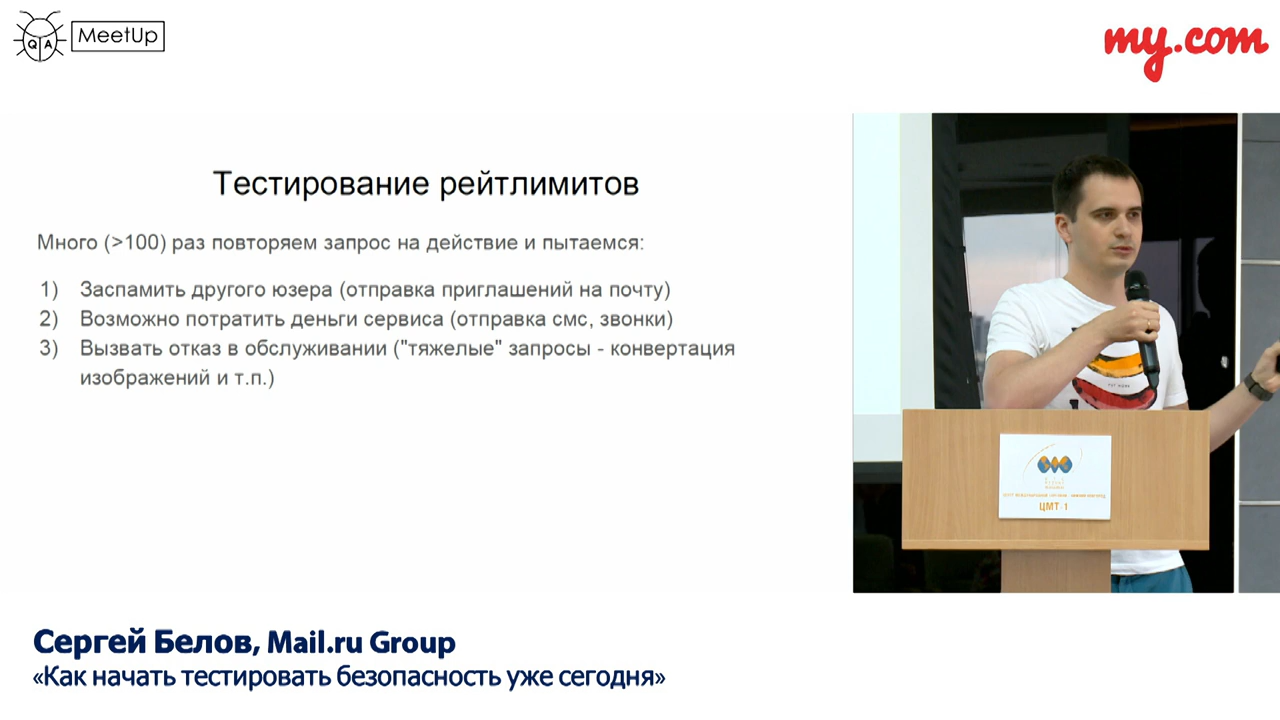 QA MeetUp
my.com
Тестирование рейтлимитов
Много (>100) раз повторяем запрос на действие и пытаемся:
1) Заспамить другого юзера (отправка приглашений на почту)
2) Возможно потратить деньги сервиса (отправка смс, звонки)
3) Вызвать отказ в обслуживании ("тяжелые" запросы - конвертация
изображений и т.п.)
ЦМТ 1
Сергей Белов, Mail.ru Group
«Как начать тестировать безопасность уже сегодня»